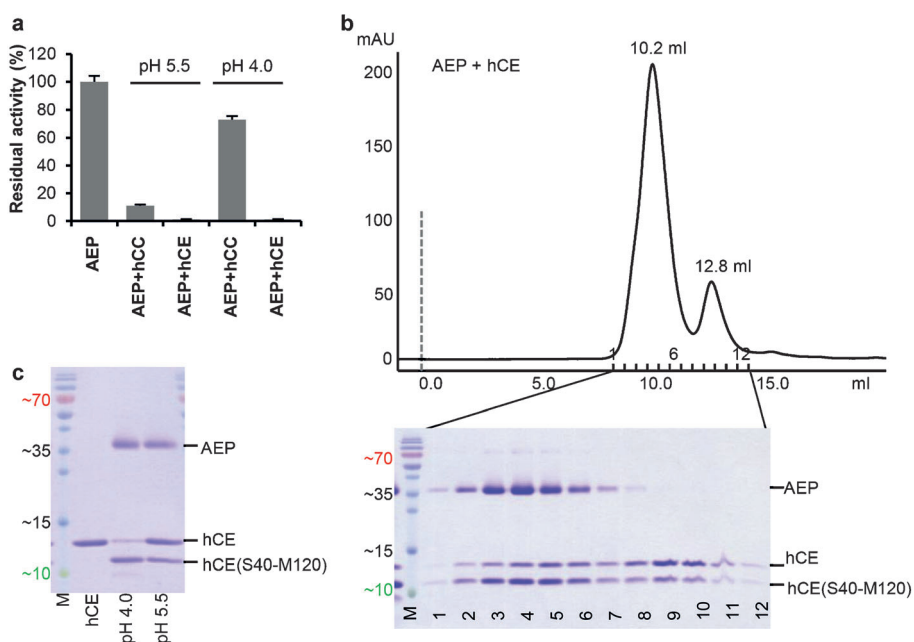 a
Residual activity (%)
120
100
80
60
40
20
0
pH 5.5
pH 4.0
AEP
AEP+hCC
AEP+hCE
AEP+hCC
AEP+hCE
b
mAU
200
100
50
0
AEP + hCE
10.2 ml
12.8 ml
1
6
12
0.0
5.0
10.0
15.0
ml
~70
~35
~15
~10
AEP
hCE
hCE(S40-M120)
M
1
2
3
4
5
6
7
8
9
10
11
12
c
~70
~35
~15
~10
AEP
hCE
hCE(S40-M120)
M
hCE
pH 4.0
pH 5.5